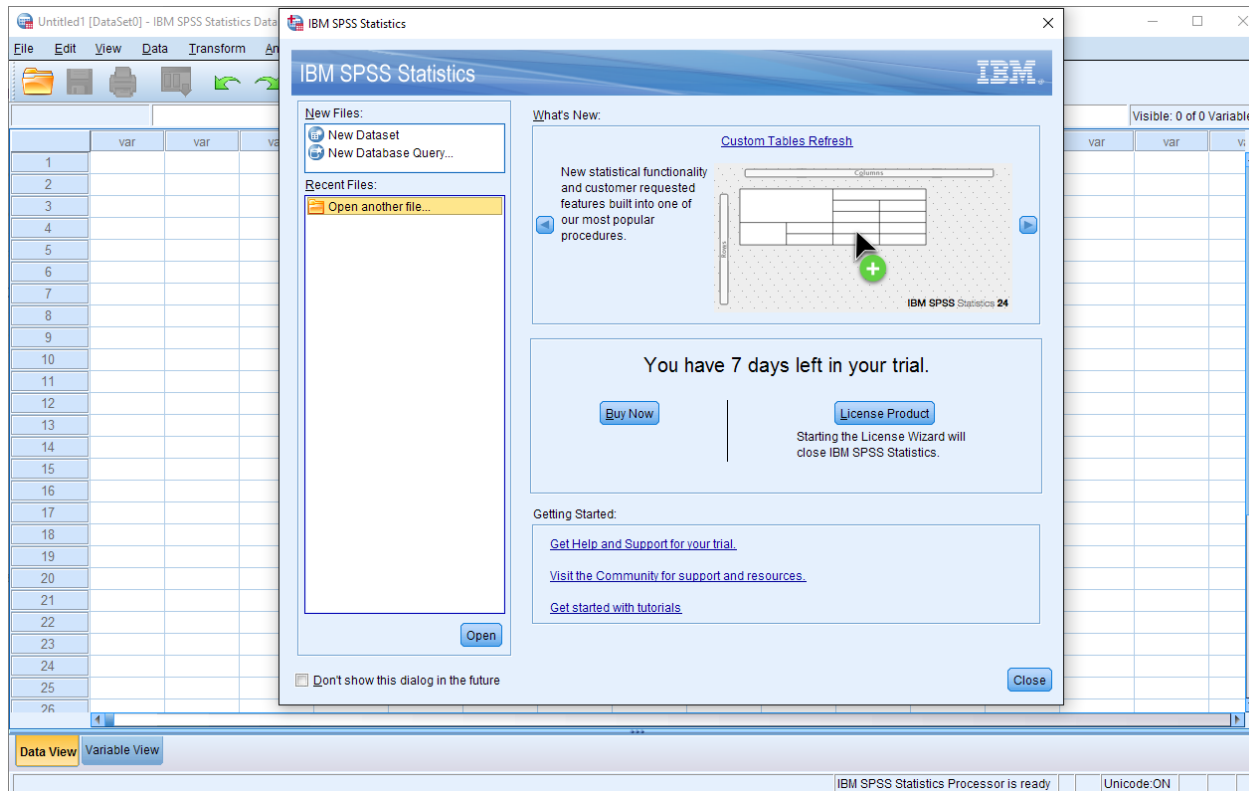 Untitled1 [DataSet0] - IBM SPSS Statistics Data
File Edit View Data Transform An
Visible: 0 of 0 Variable
var var va var var va
1
2
3
4
5
6
7
8
9
10
11
12
13
14
15
16
17
18
19
20
21
22
23
24
25
26
Data View Variable View
IBM SPSS Statistics Processor is ready Unicode:ON
IBM SPSS Statistics
IBM SPSS Statistics IBM.
New Files:
New Dataset
New Database Query...
Recent Files:
Open another file...
Open
Don't show this dialog in the future
What's New:
Custom Tables Refresh
New statistical functionality
and customer requested
features built into one of
our most popular
procedures.
Columns
Rows
IBM SPSS Statistics 24
You have 7 days left in your trial.
Buy Now
License Product
Starting the License Wizard will
close IBM SPSS Statistics.
Getting Started:
Get Help and Support for your trial.
Visit the Community for support and resources.
Get started with tutorials
Close